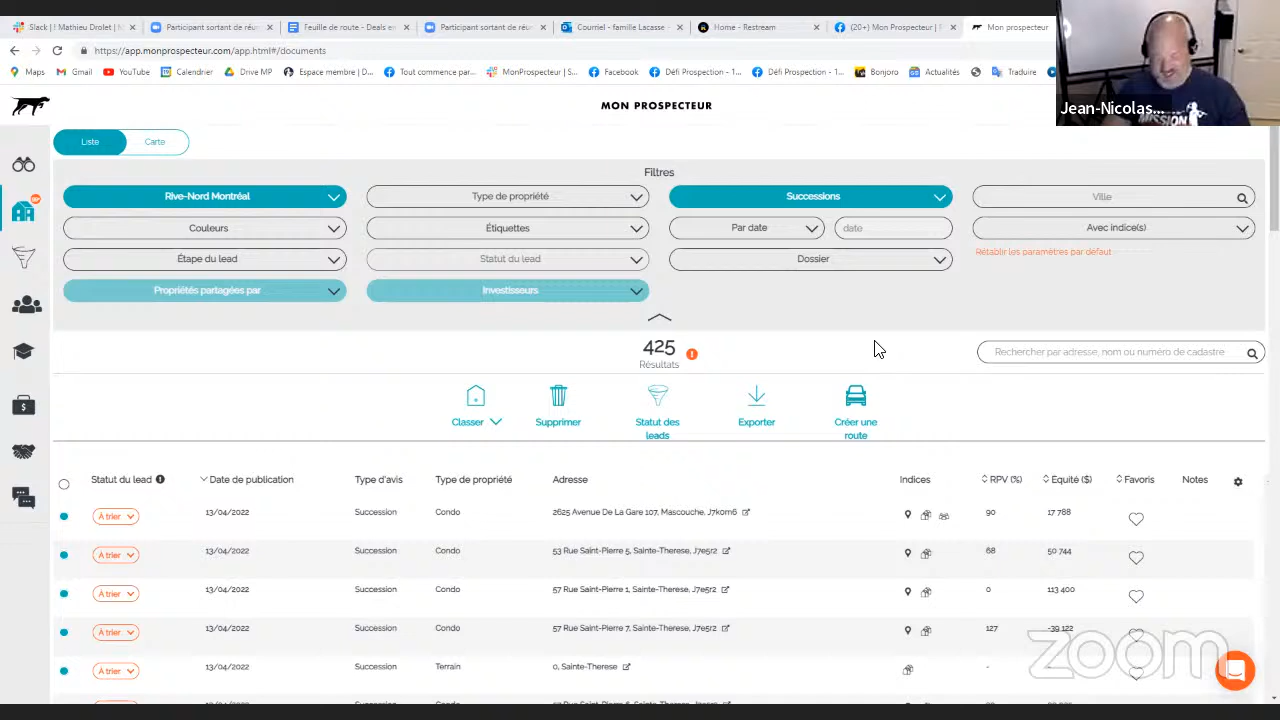 Slack | ! Mathieu Drolet | M
Participant sortant de réu
Feuille de route - Deals e
Participant sortant de réu
Courriel - famille Lacasse -
Home - Restream
(20+) Mon Prospecteur | F
Mon prospecteur
https://app.monprospecteur.com/app.html#/documents
Maps
Gmail
YouTube
Calendrier
Drive MP
Espace membre D...
Tout commence par...
MonProspecteur | S...
Facebook
Défi Prospection - 1...
Défi Prospection - 1...
Bonjoro
Actualités
Traduire
Jean-Nicolas...
MISSION
MON PROSPECTEUR
Liste
Carte
Filtres
Rive-Nord Montréal
Type de propriété
Successions
Ville
Couleurs
Étiquettes
Par date
date
Avec indice(s)
Étape du lead
Statut du lead
Dossier
Rétablir les paramètres par défaut
Propriétés partagées par
Investisseurs
425
Résultats
Rechercher par adresse, nom ou numéro de cadastre
Classer
Supprimer
Statut des leads
Exporter
Créer une route
Statut du lead
Date de publication
Type d'avis
Type de propriété
Adresse
Indices
RPV (%)
Equité ($)
Favoris
Notes
À trier 13/04/2022 Succession Condo 2625 Avenue De La Gare 107, Mascouche, J7k0m6 90 17 788
À trier 13/04/2022 Succession Condo 53 Rue Saint-Pierre 5, Sainte-Therese, J7e5r2 68 50 744
À trier 13/04/2022 Succession Condo 57 Rue Saint-Pierre 1, Sainte-Therese, J7e5r2 0 113 400
À trier 13/04/2022 Succession Condo 57 Rue Saint-Pierre 7, Sainte-Therese, J7e5r2 127 -39 122
À trier 13/04/2022 Succession Terrain 0, Sainte-Therese -
zoom